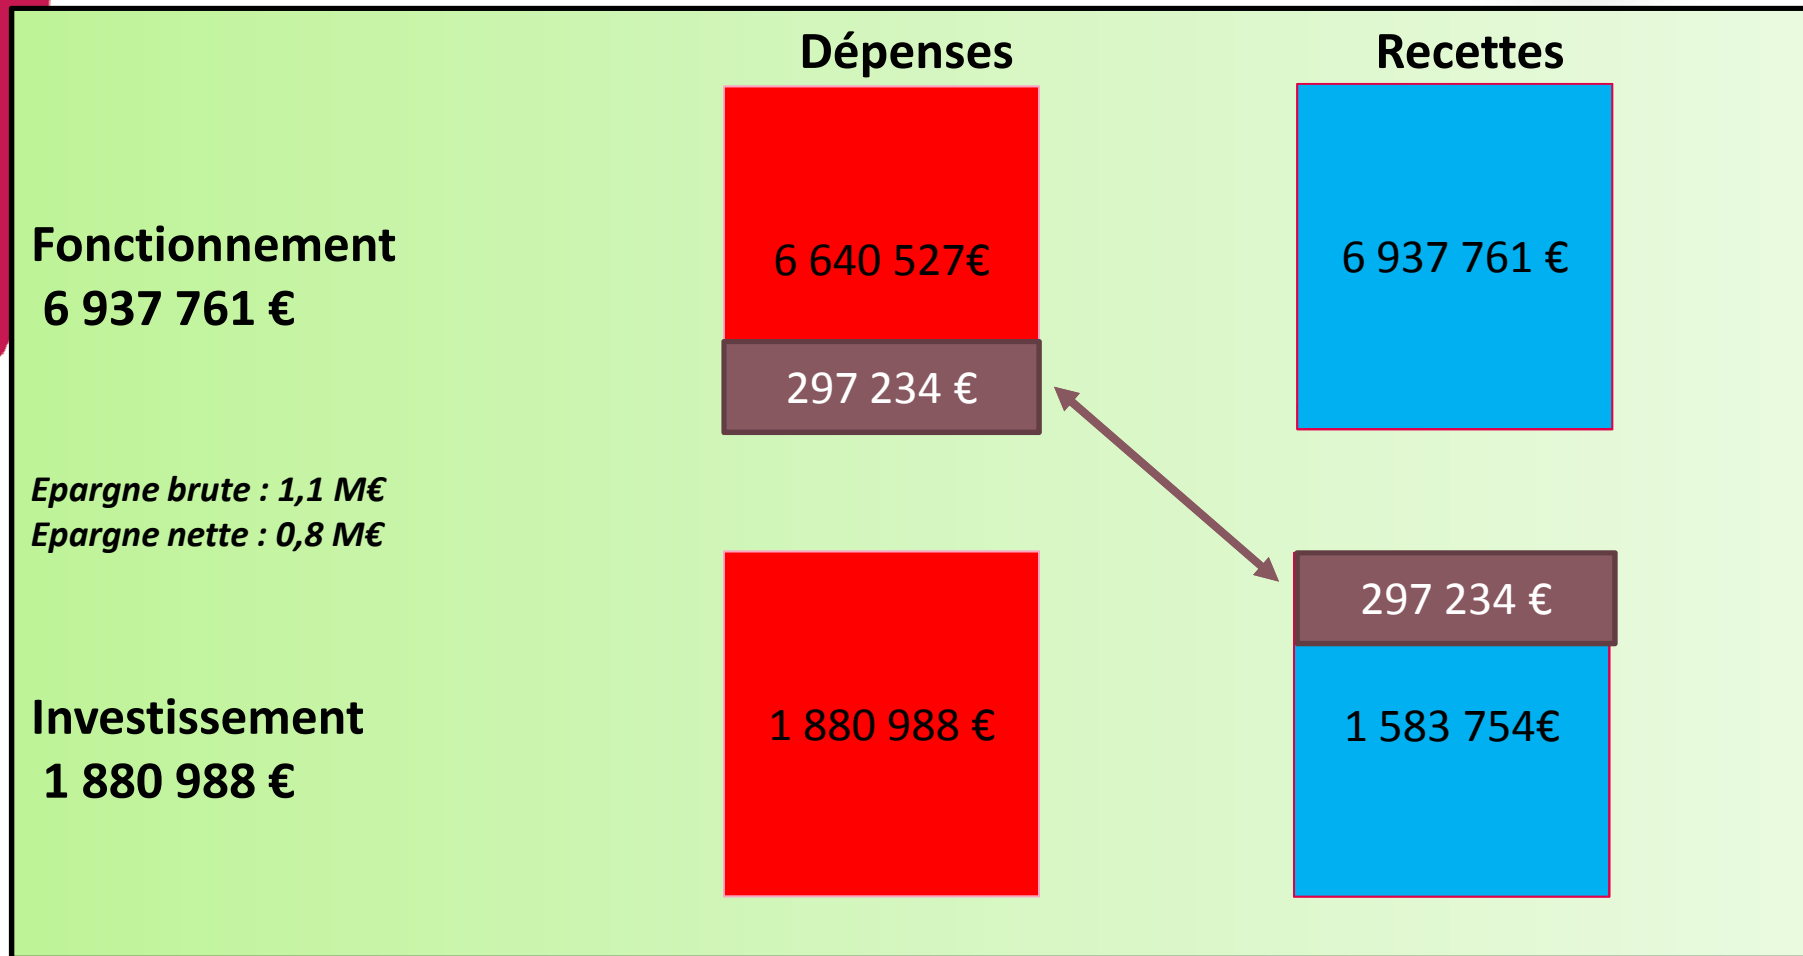 Dépenses
Recettes
Fonctionnement
6 937 761 €
6 640 527€
6 937 761 €
297 234 €
Epargne brute : 1,1 M€
Epargne nette : 0,8 M€
297 234 €
Investissement
1 880 988 €
1 880 988 €
1 583 754€